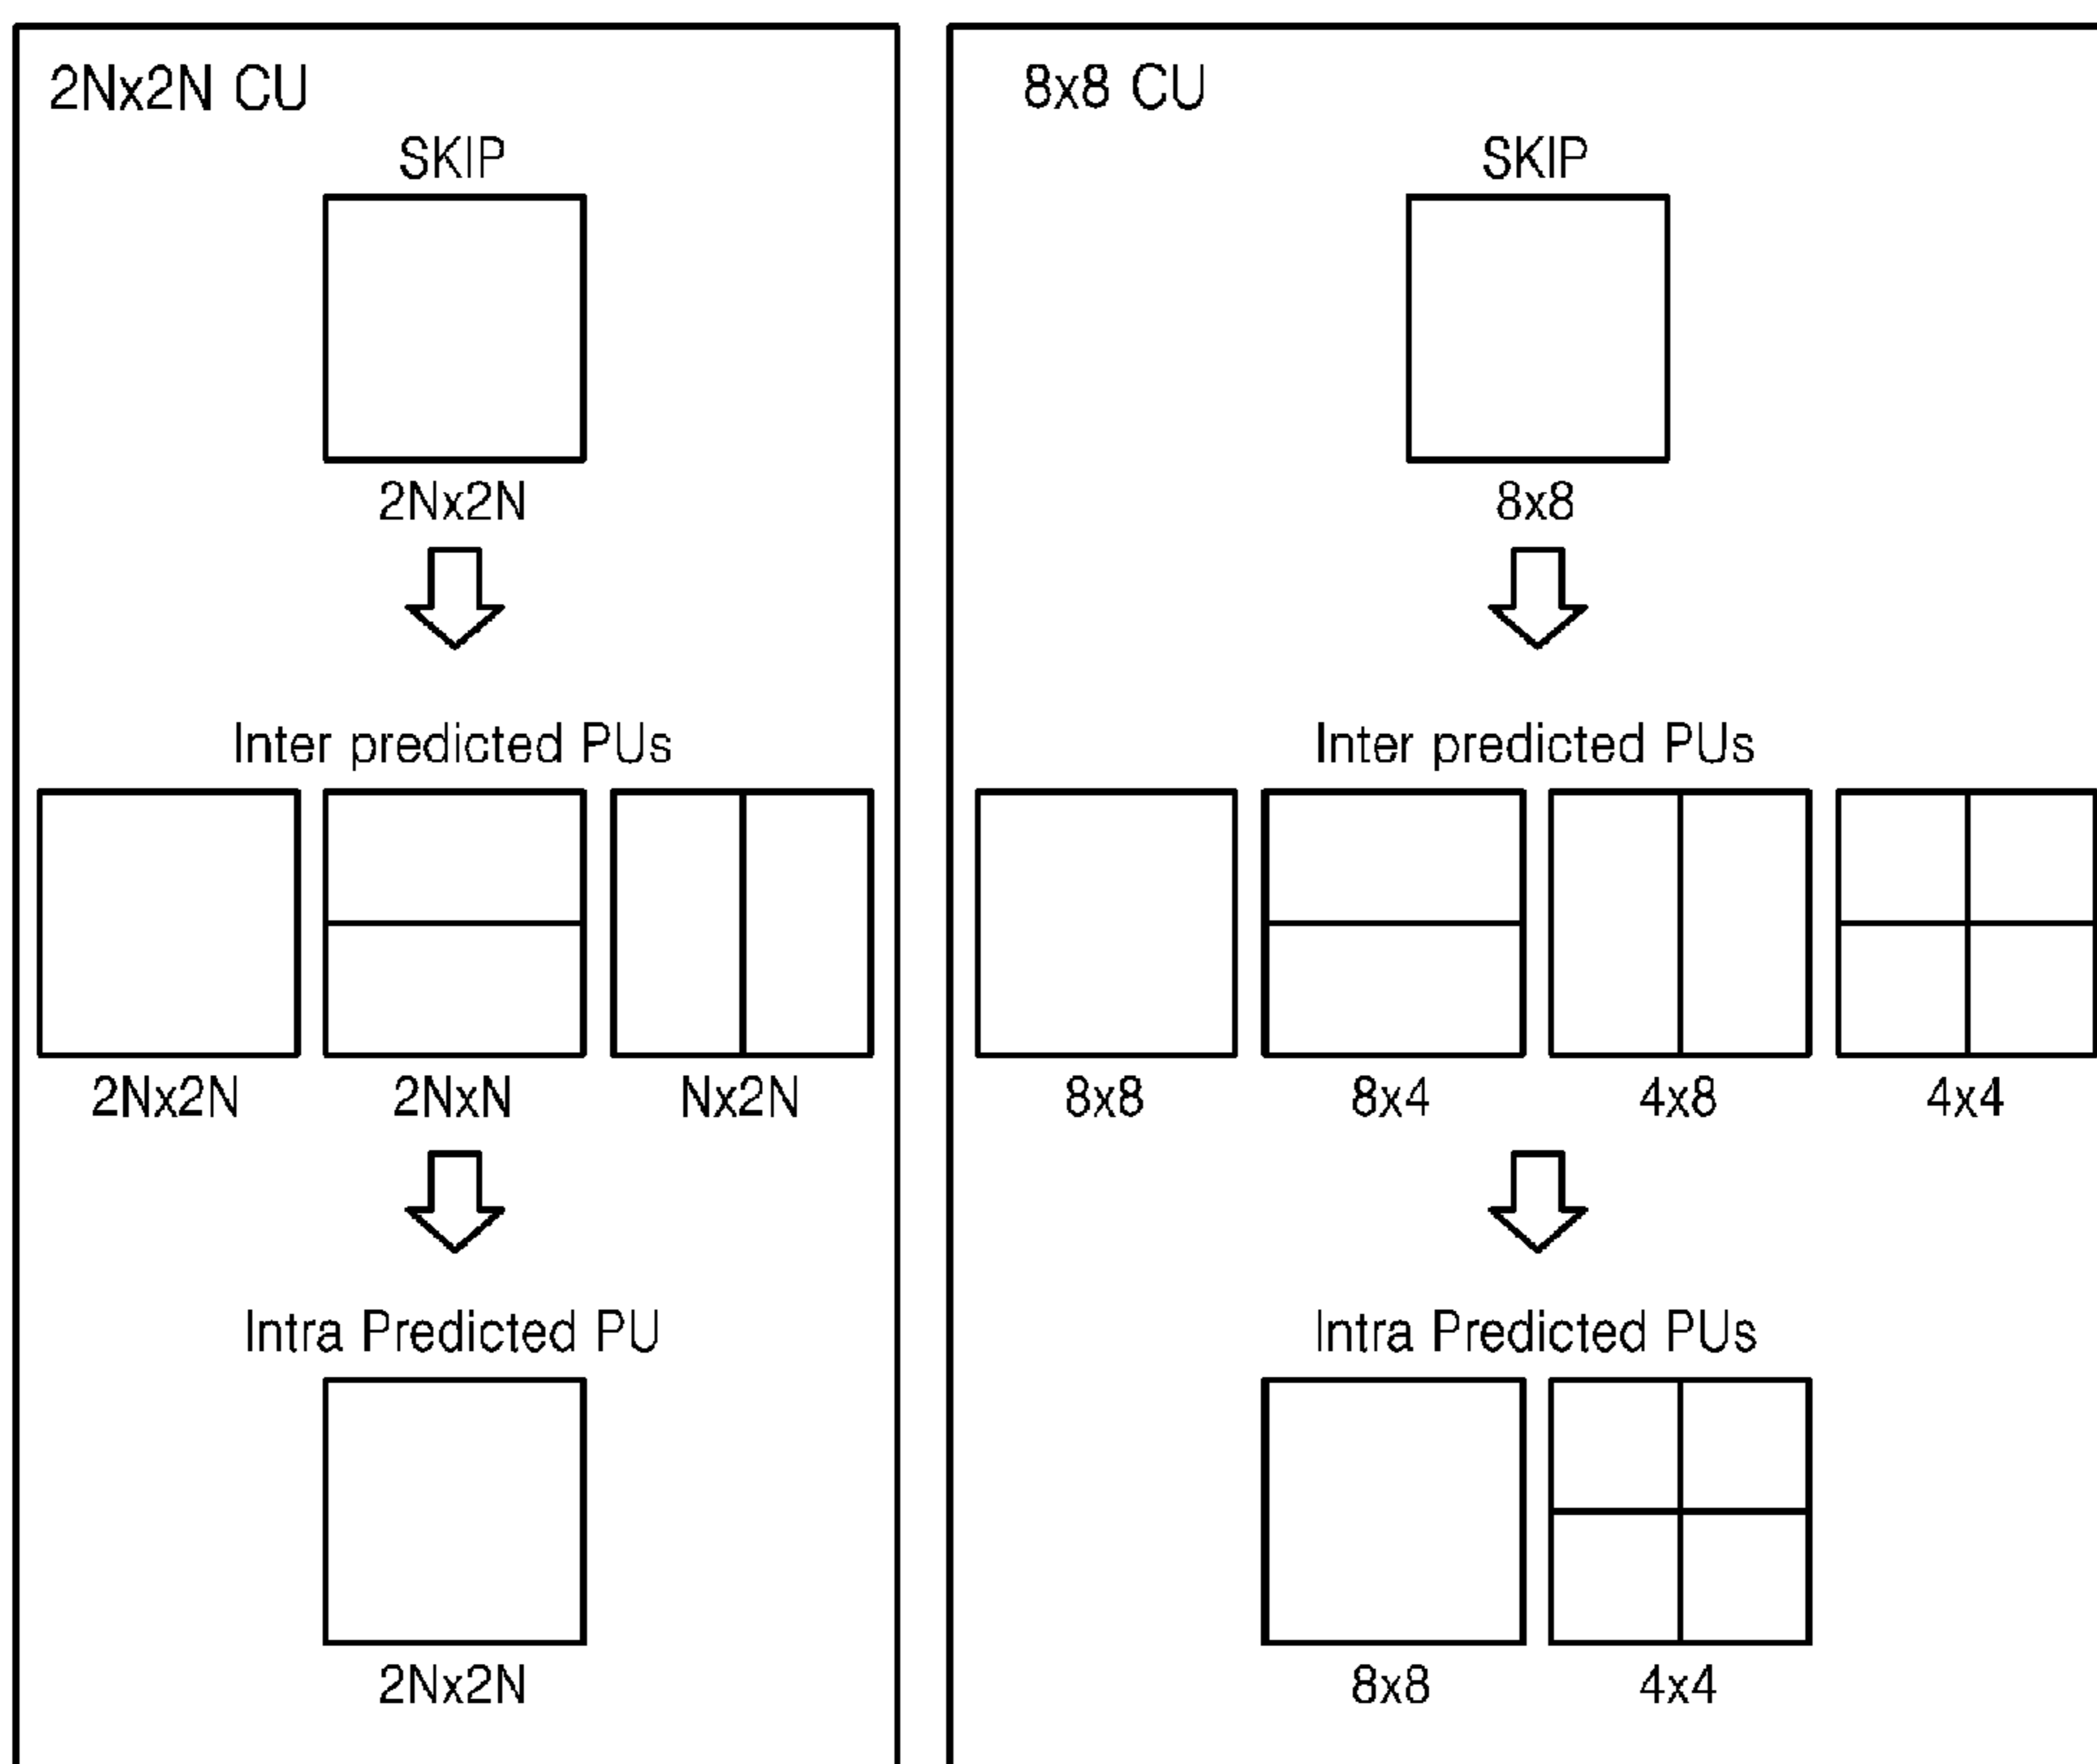 2Nx2N CU
SKIP
2Nx2N
Inter predicted PUs
2Nx2N 2NxN Nx2N
Intra Predicted PU
2Nx2N
8x8 CU
SKIP
8x8
Inter predicted PUs
8x8 8x4 4x8 4x4
Intra Predicted PUs
8x8 4x4